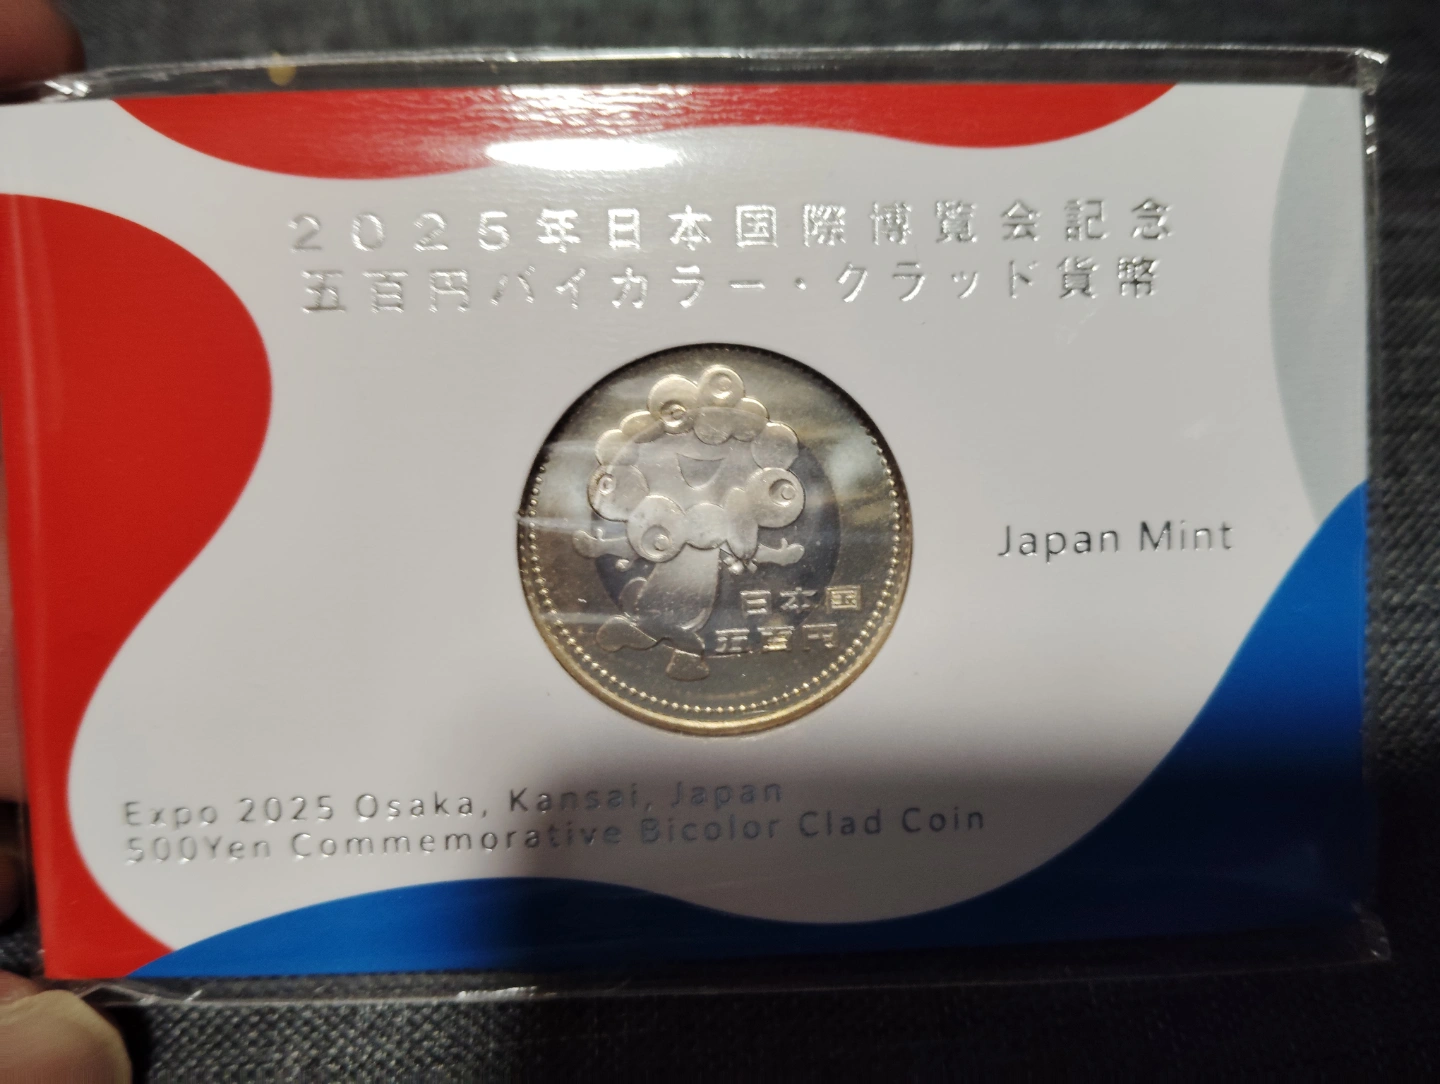 2025年日本国際博覧会記念
五百円バイカラー・クラッド貨幣
日本国
五百円
Japan Mint
Expo 2025 Osaka, Kansai, Japan
500Yen Commemorative Bicolor Clad Coin